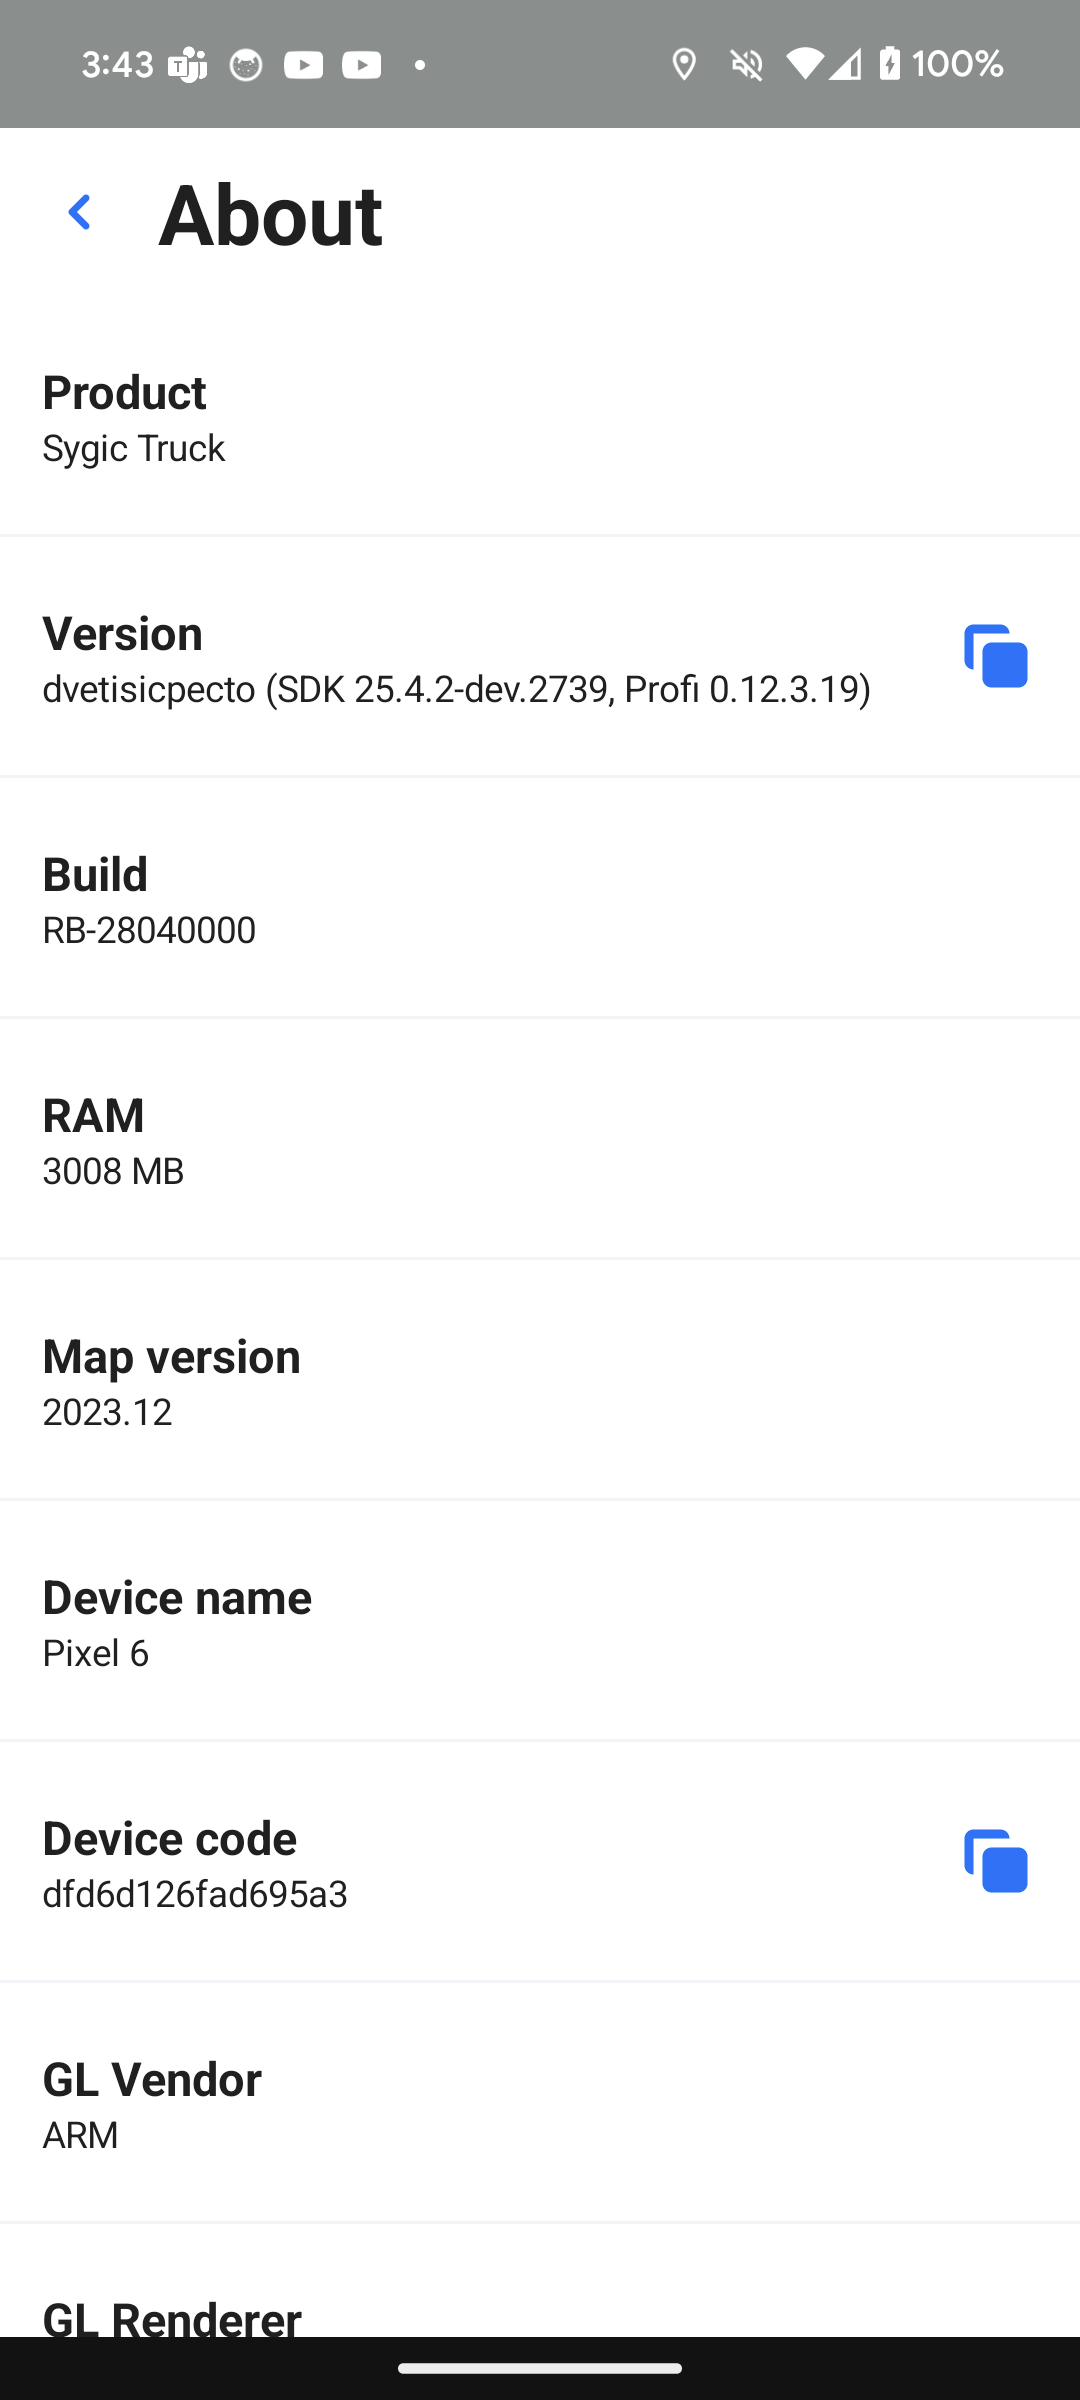 3:43
100%
About
Product
Sygic Truck
Version
dvetisicpecto (SDK 25.4.2-dev.2739, Profi 0.12.3.19)
Build
RB-28040000
RAM
3008 MB
Map version
2023.12
Device name
Pixel 6
Device code
dfd6d126fad695a3
GL Vendor
ARM
GL Renderer